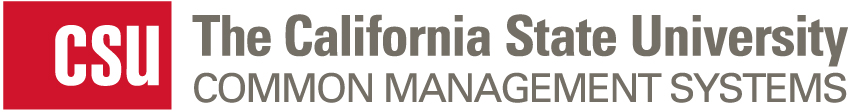 CSU
The California State University
COMMON MANAGEMENT SYSTEMS